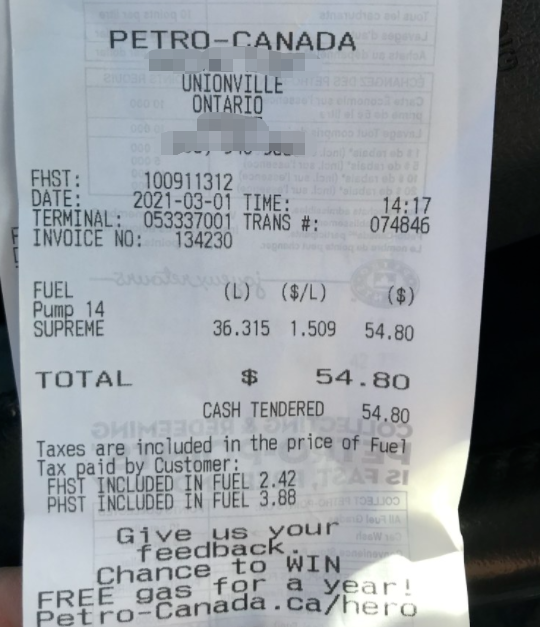 PETRO-CANADA
UNIONVILLE
ONTARIO
FHST: 100911312
DATE: 2021-03-01 TIME: 14:17
TERMINAL: 053337001 TRANS #: 074846
INVOICE NO: 134230
FUEL (L) ($/L) ($)
Pump 14
SUPREME 36.315 1.509 54.80
TOTAL $ 54.80
CASH TENDERED 54.80
Taxes are included in the price of Fuel
Tax paid by Customer:
FHST INCLUDED IN FUEL 2.42
PHST INCLUDED IN FUEL 3.88
Give us your
feedback.
Chance to WIN
FREE gas for a year!
Petro-Canada.ca/hero